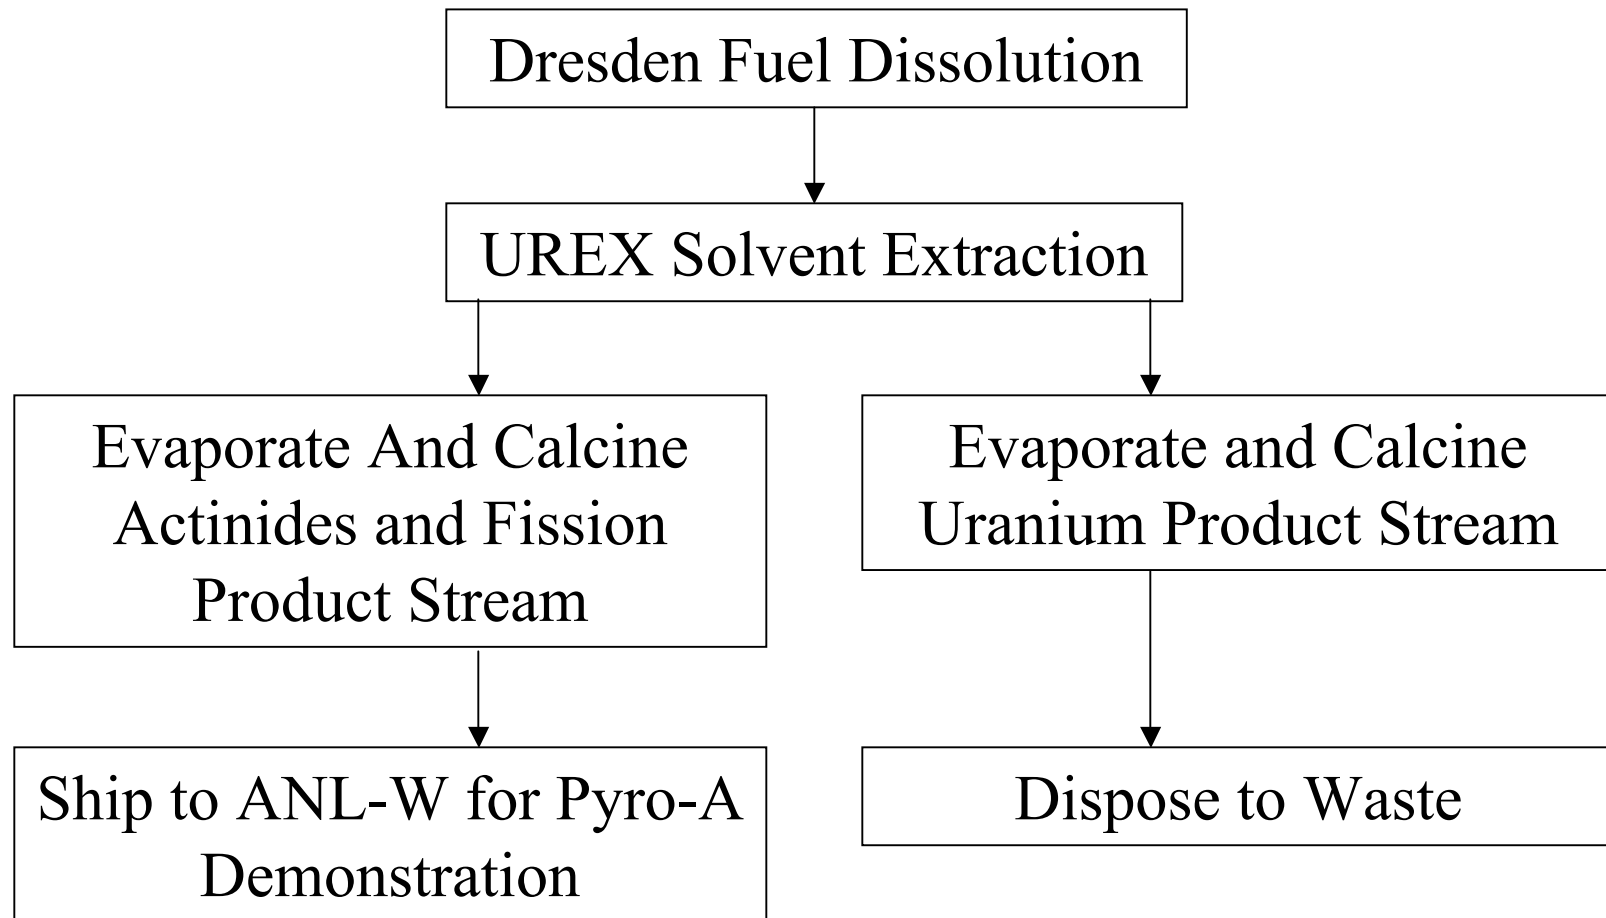 Dresden Fuel Dissolution
UREX Solvent Extraction
Evaporate And Calcine
Actinides and Fission
Product Stream
Evaporate and Calcine
Uranium Product Stream
Ship to ANL-W for Pyro-A
Demonstration
Dispose to Waste